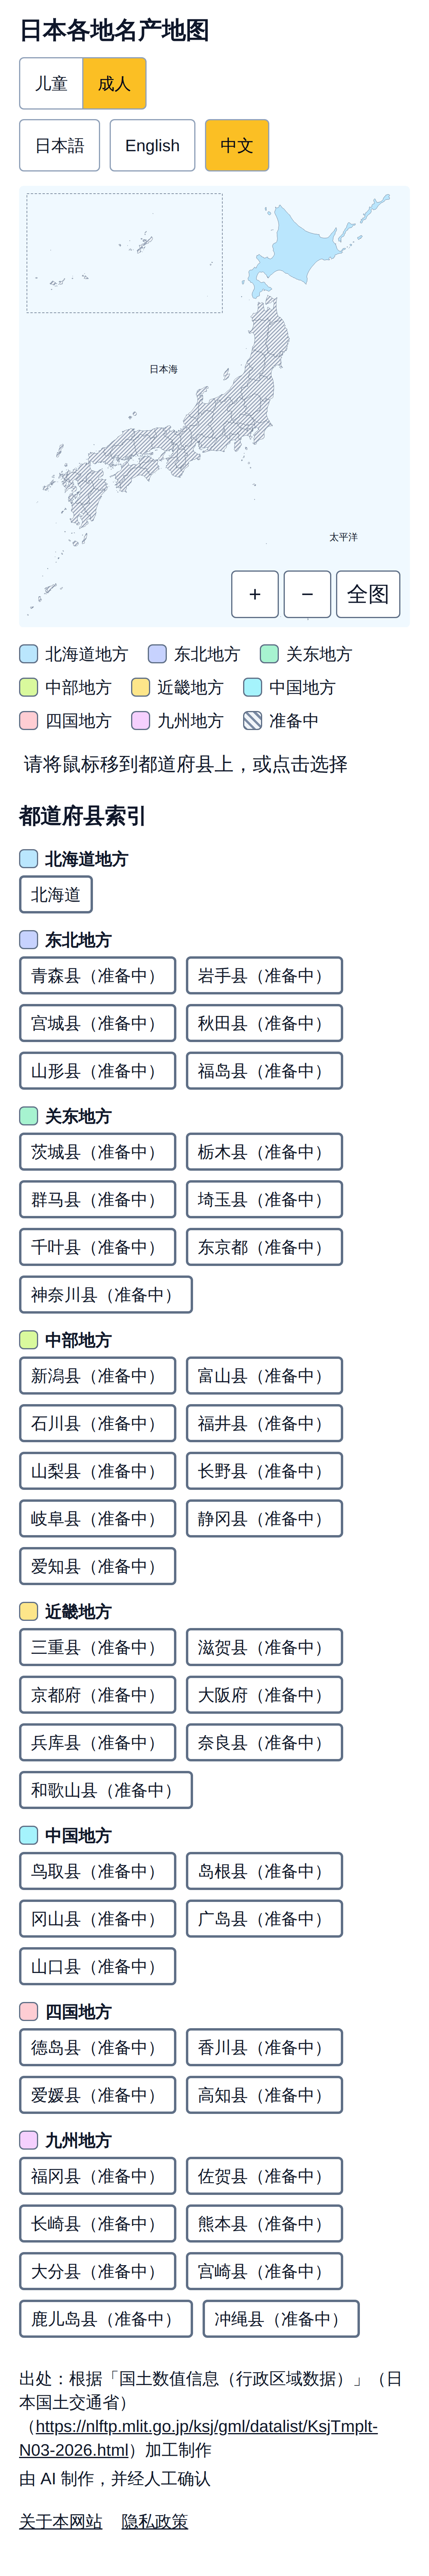 日本各地名产地图
儿童 成人
日本語 English 中文
日本海
太平洋
+ − 全图
北海道地方 东北地方 关东地方
中部地方 近畿地方 中国地方
四国地方 九州地方 准备中
请将鼠标移到都道府县上，或点击选择
都道府县索引
北海道地方
北海道
东北地方
青森县（准备中） 岩手县（准备中）
宫城县（准备中） 秋田县（准备中）
山形县（准备中） 福岛县（准备中）
关东地方
茨城县（准备中） 栃木县（准备中）
群马县（准备中） 埼玉县（准备中）
千叶县（准备中） 东京都（准备中）
神奈川县（准备中）
中部地方
新潟县（准备中） 富山县（准备中）
石川县（准备中） 福井县（准备中）
山梨县（准备中） 长野县（准备中）
岐阜县（准备中） 静冈县（准备中）
爱知县（准备中）
近畿地方
三重县（准备中） 滋贺县（准备中）
京都府（准备中） 大阪府（准备中）
兵库县（准备中） 奈良县（准备中）
和歌山县（准备中）
中国地方
鸟取县（准备中） 岛根县（准备中）
冈山县（准备中） 广岛县（准备中）
山口县（准备中）
四国地方
德岛县（准备中） 香川县（准备中）
爱媛县（准备中） 高知县（准备中）
九州地方
福冈县（准备中） 佐贺县（准备中）
长崎县（准备中） 熊本县（准备中）
大分县（准备中） 宫崎县（准备中）
鹿儿岛县（准备中） 冲绳县（准备中）
出处：根据「国土数值信息（行政区域数据）」（日
本国土交通省）
（https://nlftp.mlit.go.jp/ksj/gml/datalist/KsjTmplt-
N03-2026.html）加工制作
由 AI 制作，并经人工确认
关于本网站 隐私政策